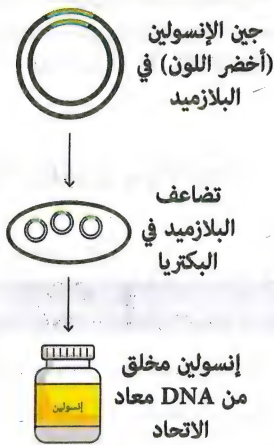 جين الإنسولين
(أخضر اللون) في
البلازميد
تضاعف
البلازميد في
البكتريا
إنسولين مخلق
من DNA معاد
الاتحاد
إنسولين